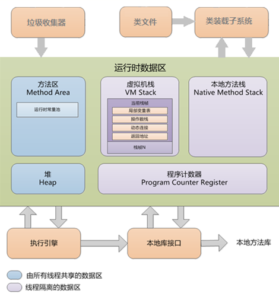 垃圾收集器
类文件
类装载子系统
运行时数据区
方法区
Method Area
运行时常量池
虚拟机栈
VM Stack
当前栈帧
局部变量表
操作数栈
动态连接
返回地址
栈帧N
本地方法栈
Native Method Stack
堆
Heap
程序计数器
Program Counter Register
执行引擎
本地库接口
本地方法库
由所有线程共享的数据区
线程隔离的数据区